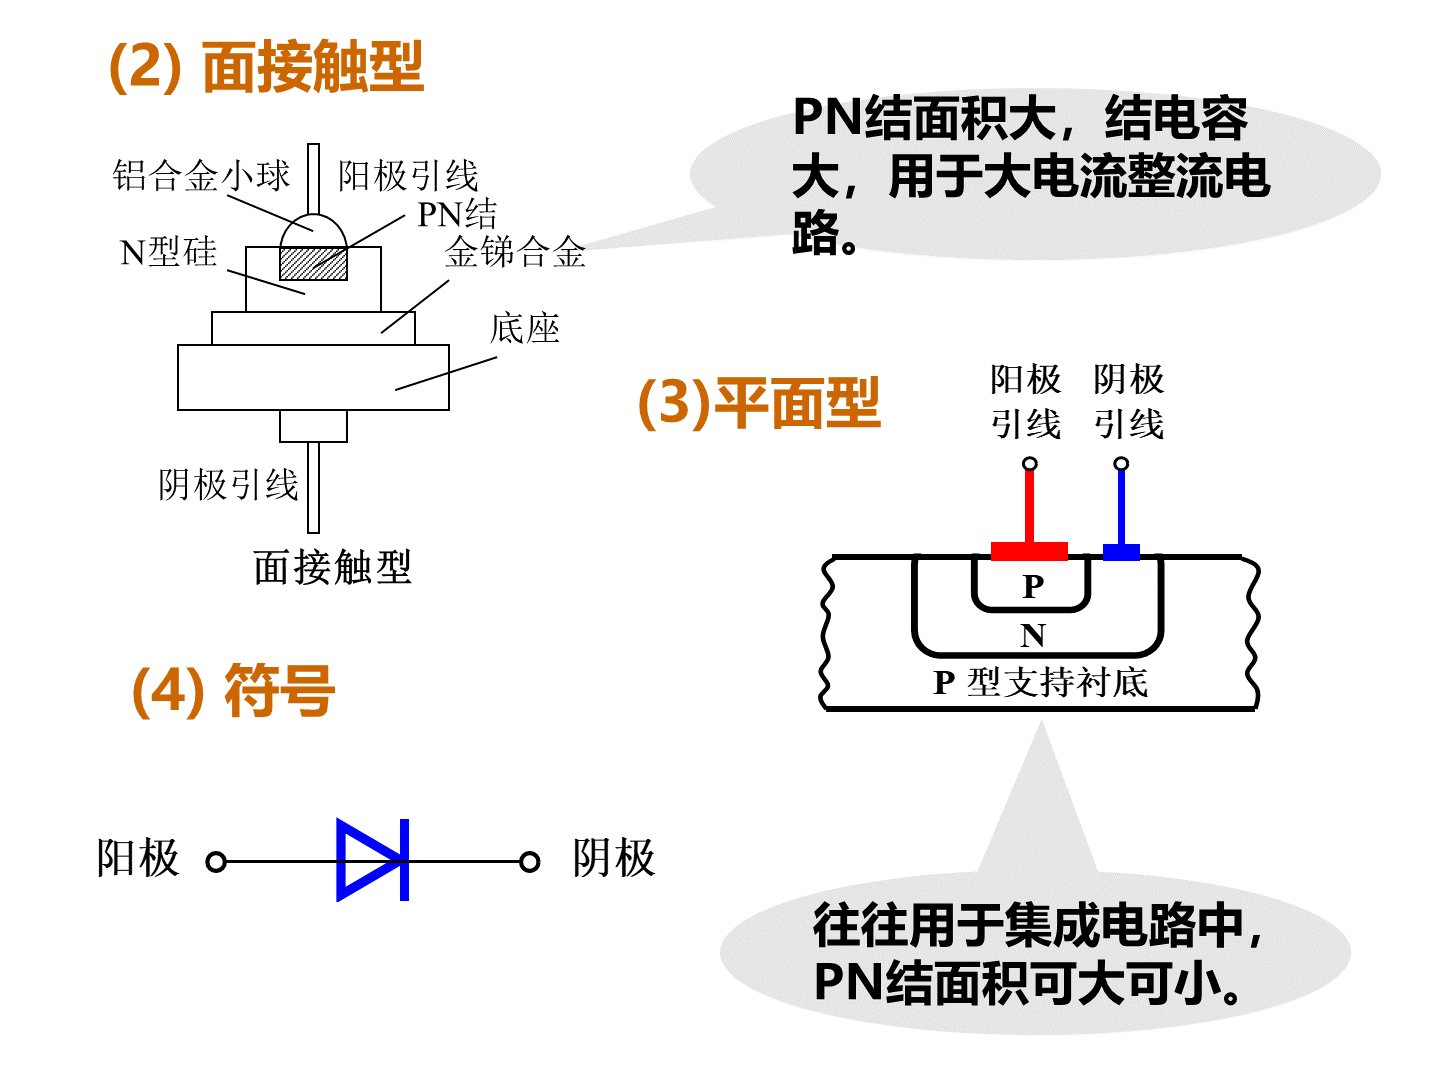 (2) 面接触型
PN结面积大，结电容
大，用于大电流整流电
路。
铝合金小球
阳极引线
PN结
N型硅
金锑合金
底座
阴极引线
面接触型
(3)平面型
阳极
引线
阴极
引线
P
N
P 型支持衬底
(4) 符号
阳极
阴极
往往用于集成电路中，
PN结面积可大可小。